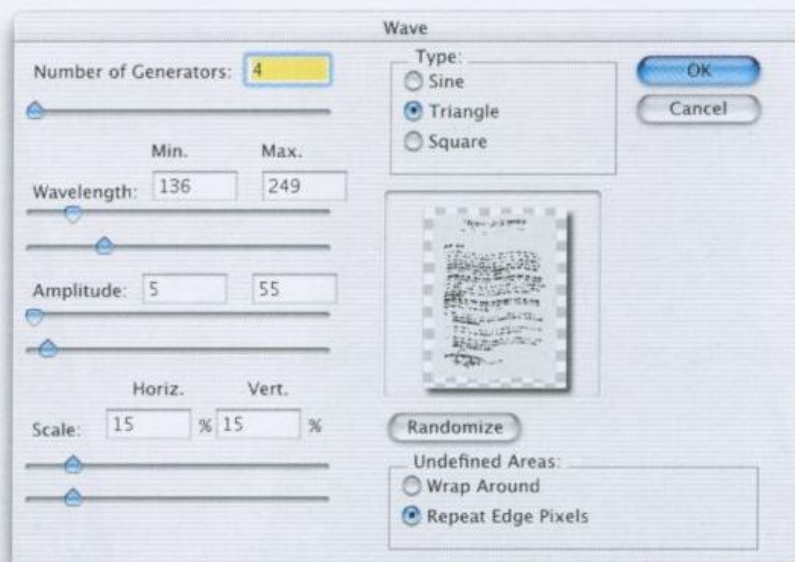 Wave
Number of Generators: 4
Type:
Sine
Triangle
Square
OK
Cancel
Min. Max.
Wavelength: 136 249
Amplitude: 5 55
Horiz. Vert.
Scale: 15 % 15 %
Randomize
Undefined Areas:
Wrap Around
Repeat Edge Pixels